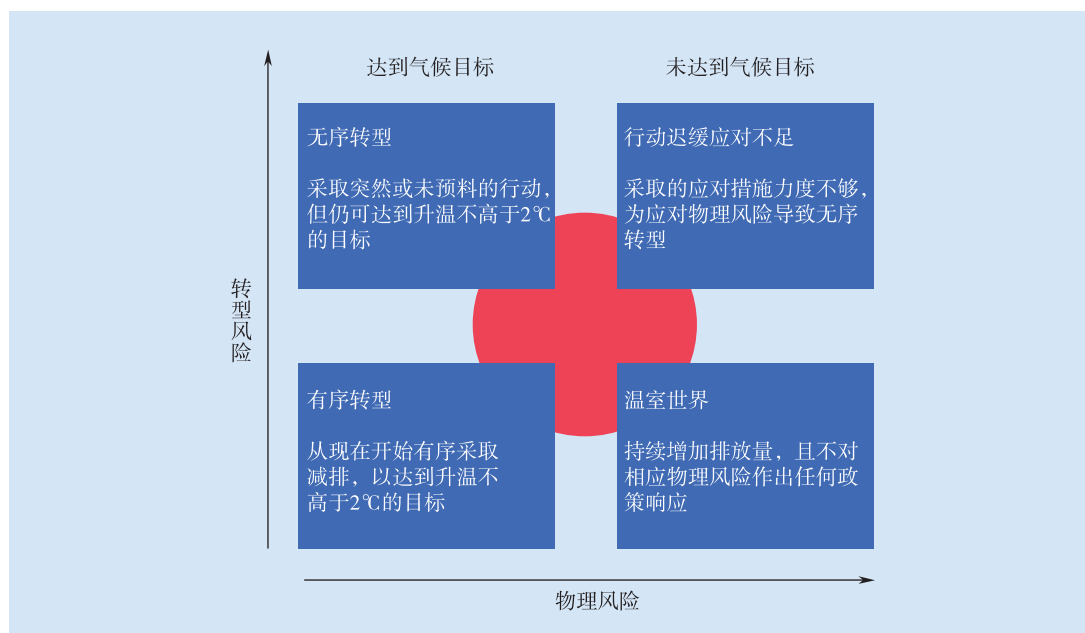 达到气候目标
未达到气候目标
无序转型
采取突然或未预料的行动，
但仍可达到升温不高于2℃
的目标
行动迟缓应对不足
采取的应对措施力度不够，
为应对物理风险导致无序
转型
转型风险
有序转型
从现在开始有序采取
减排，以达到升温不
高于2℃的目标
温室世界
持续增加排放量，且不对
相应物理风险作出任何政
策响应
物理风险